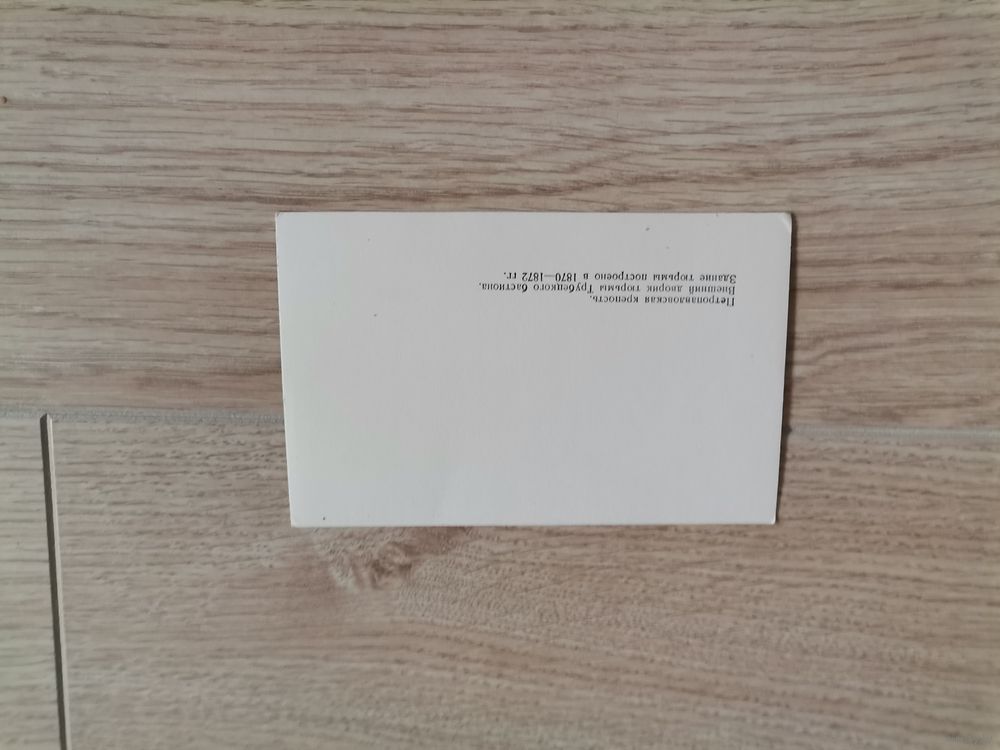 Петропавловская крепость.
Внешний дворик тюрьмы Трубецкого бастиона.
Здание тюрьмы построено в 1870—1872 гг.